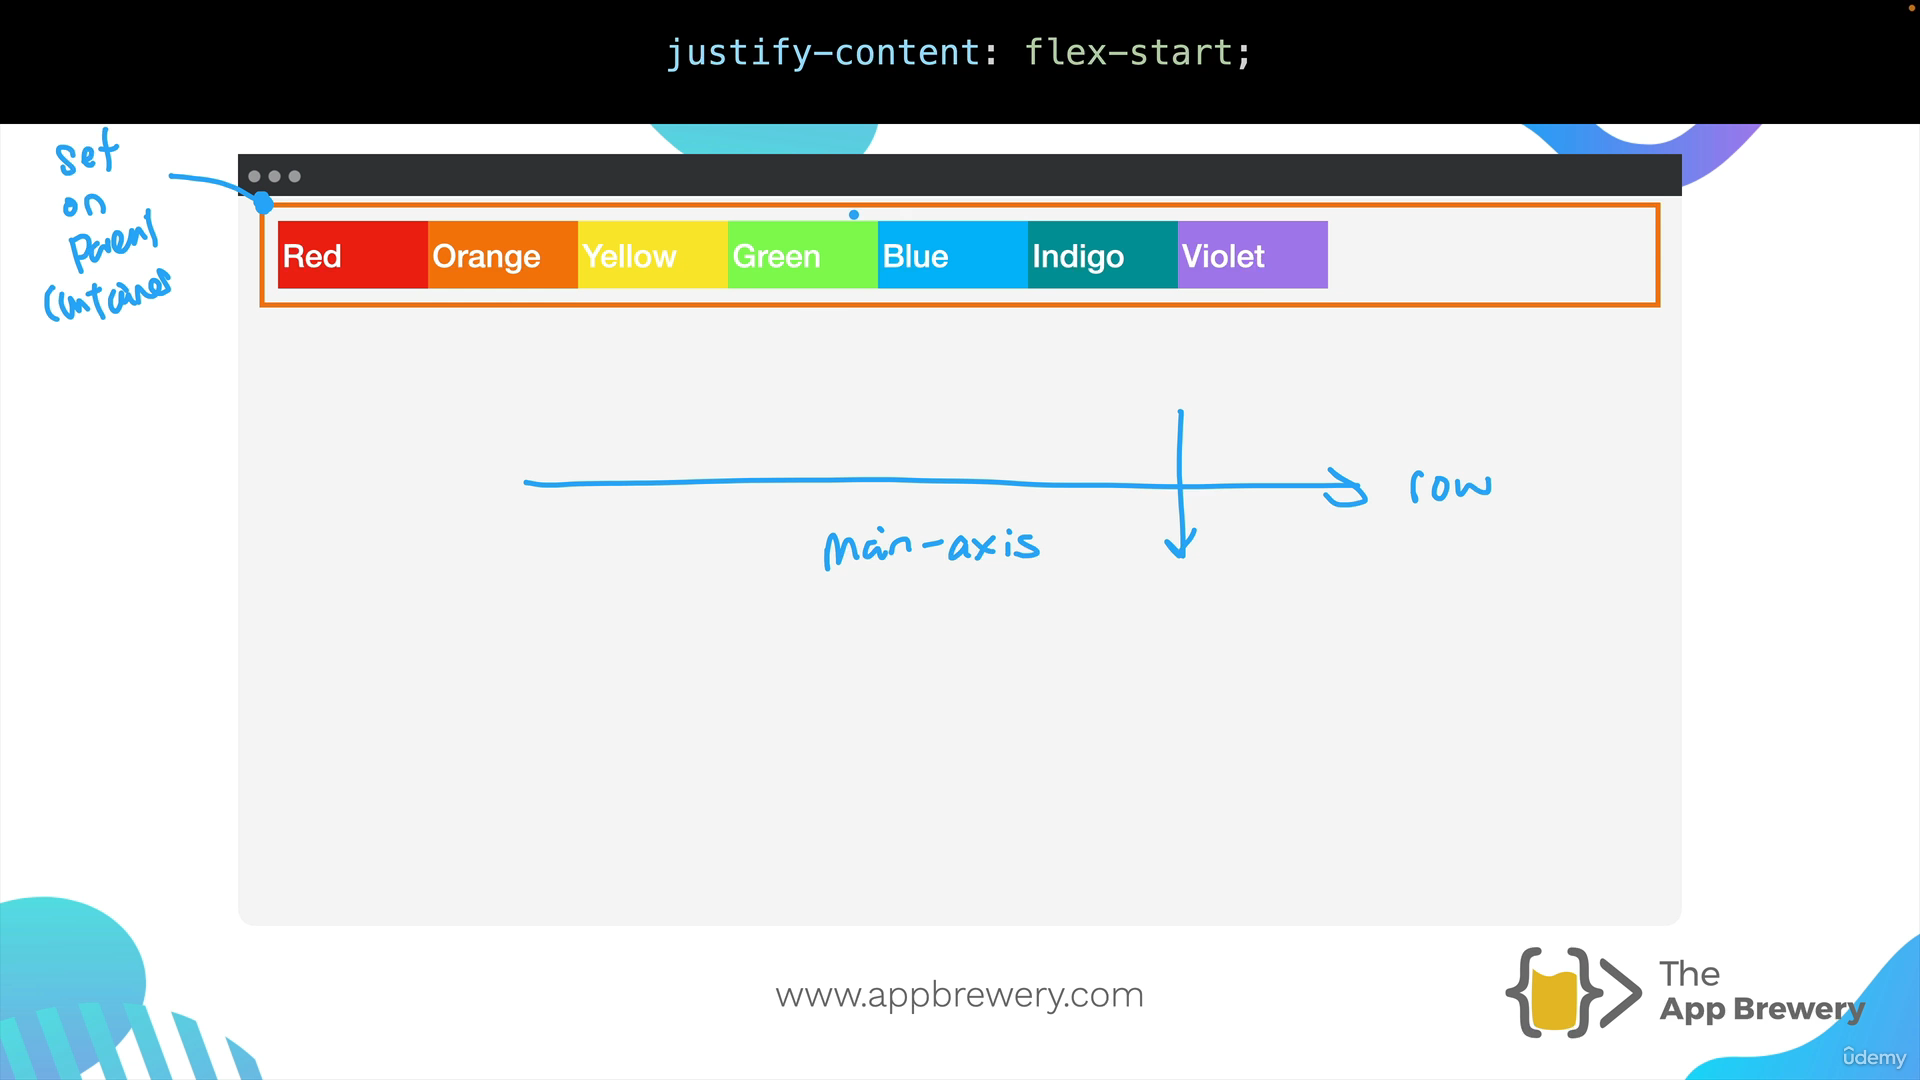 justify-content: flex-start;
set
on
Parent
Container
Red Orange Yellow Green Blue Indigo Violet
row
main-axis
www.appbrewery.com
The
App Brewery
ûdemy